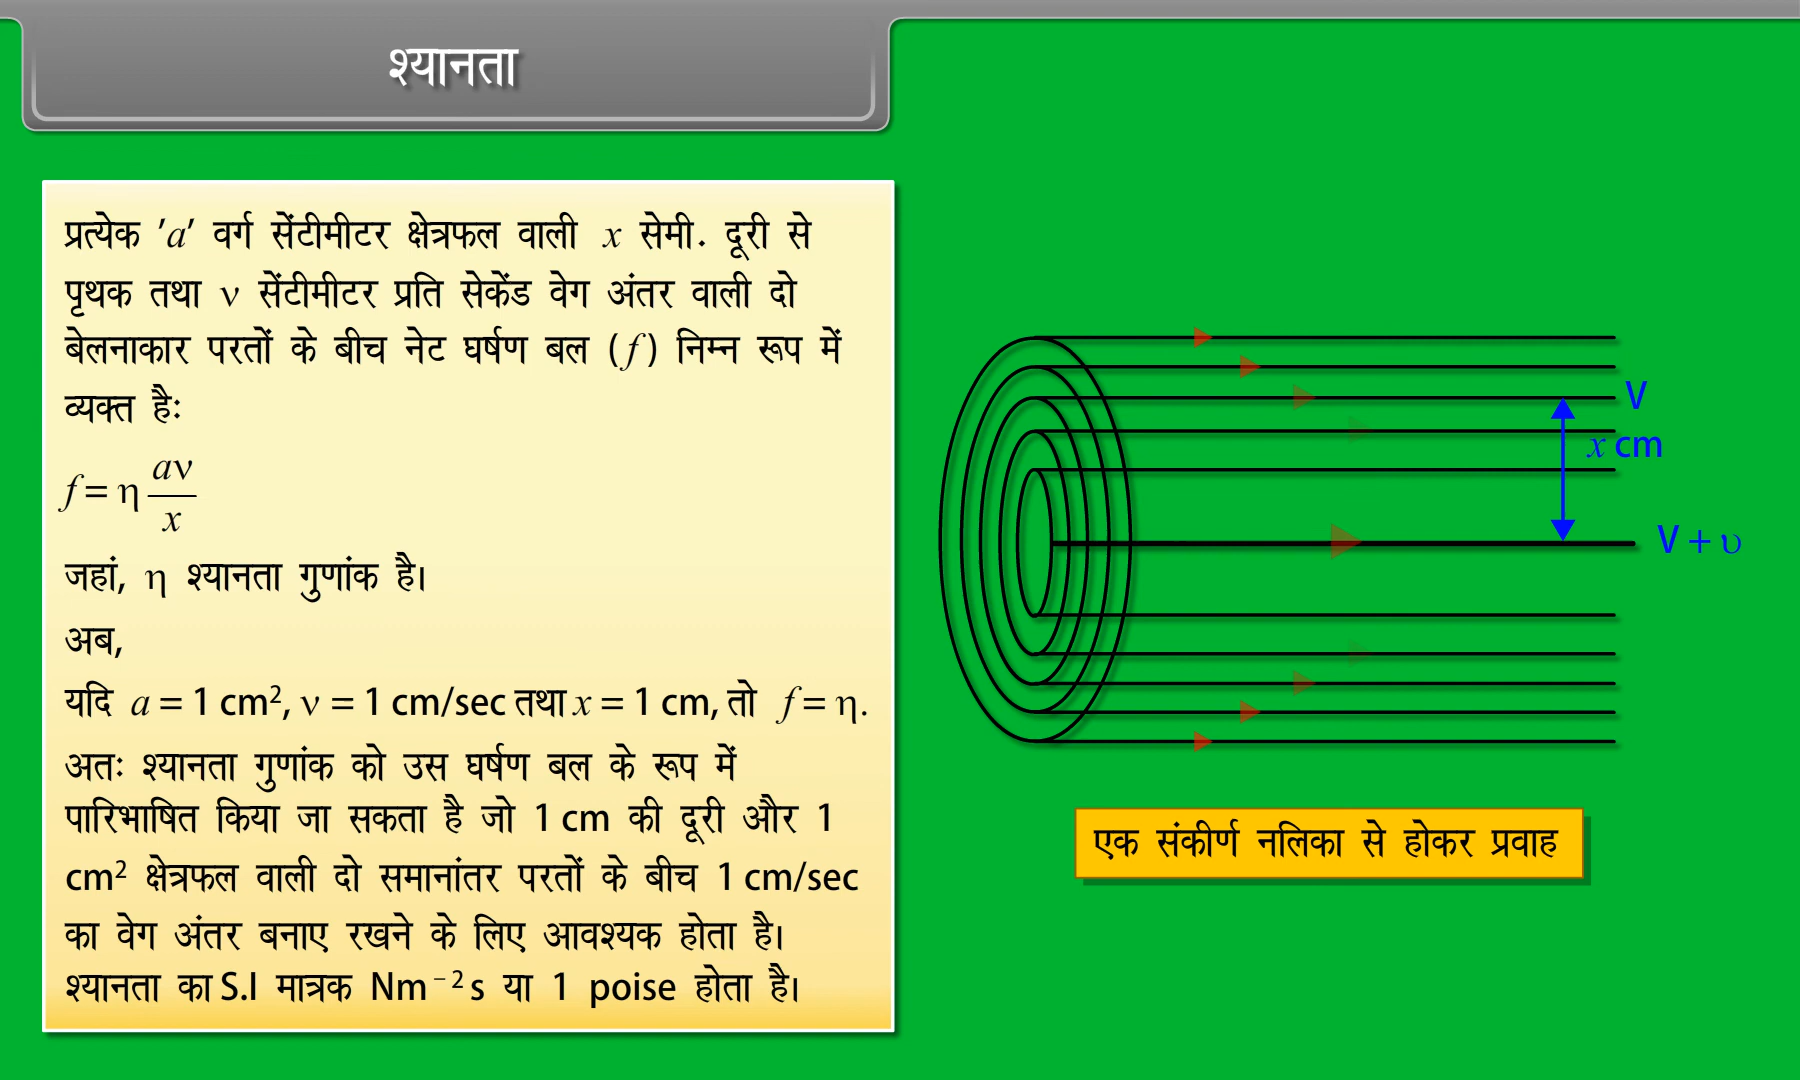 श्यानता
प्रत्येक 'a' वर्ग सेंटीमीटर क्षेत्रफल वाली x सेमी. दूरी से
पृथक तथा ν सेंटीमीटर प्रति सेकेंड वेग अंतर वाली दो
बेलनाकार परतों के बीच नेट घर्षण बल (f) निम्न रूप में
व्यक्त हैः
f = η aν/x
जहां, η श्यानता गुणांक है।
अब,
यदि a = 1 cm², ν = 1 cm/sec तथा x = 1 cm, तो f = η.
अतः श्यानता गुणांक को उस घर्षण बल के रूप में
पारिभाषित किया जा सकता है जो 1 cm की दूरी और 1
cm² क्षेत्रफल वाली दो समानांतर परतों के बीच 1 cm/sec
का वेग अंतर बनाए रखने के लिए आवश्यक होता है।
श्यानता का S.I मात्रक Nm⁻²s या 1 poise होता है।
V
x cm
V + υ
एक संकीर्ण नलिका से होकर प्रवाह